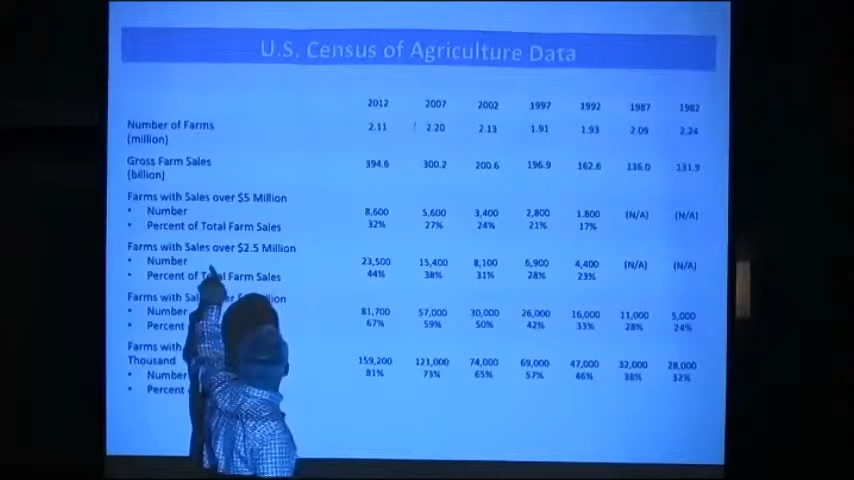 U.S. Census of Agriculture Data
2012 2007 2002 1997 1992 1987 1982
Number of Farms 2.11 2.20 2.13 1.91 1.93 2.09 2.24
(million)
Gross Farm Sales 394.6 300.2 200.6 196.9 162.6 136.0 131.9
(billion)
Farms with Sales over $5 Million
• Number 8,600 5,600 3,400 2,800 1.800 (N/A) (N/A)
• Percent of Total Farm Sales 32% 27% 24% 21% 17%
Farms with Sales over $2.5 Million
• Number 23,500 15,400 8,100 6,900 4,400 (N/A) (N/A)
• Percent of Total Farm Sales 44% 38% 31% 28% 23%
Farms with
• Number 81,700 57,000 30,000 26,000 16,000 11,000 5,000
• Percent 67% 59% 50% 42% 33% 28% 24%
Farms with
Thousand 159,200 121,000 74,000 69,000 47,000 32,000 28,000
• Number 81% 73% 65% 57% 46% 38% 32%
• Percent